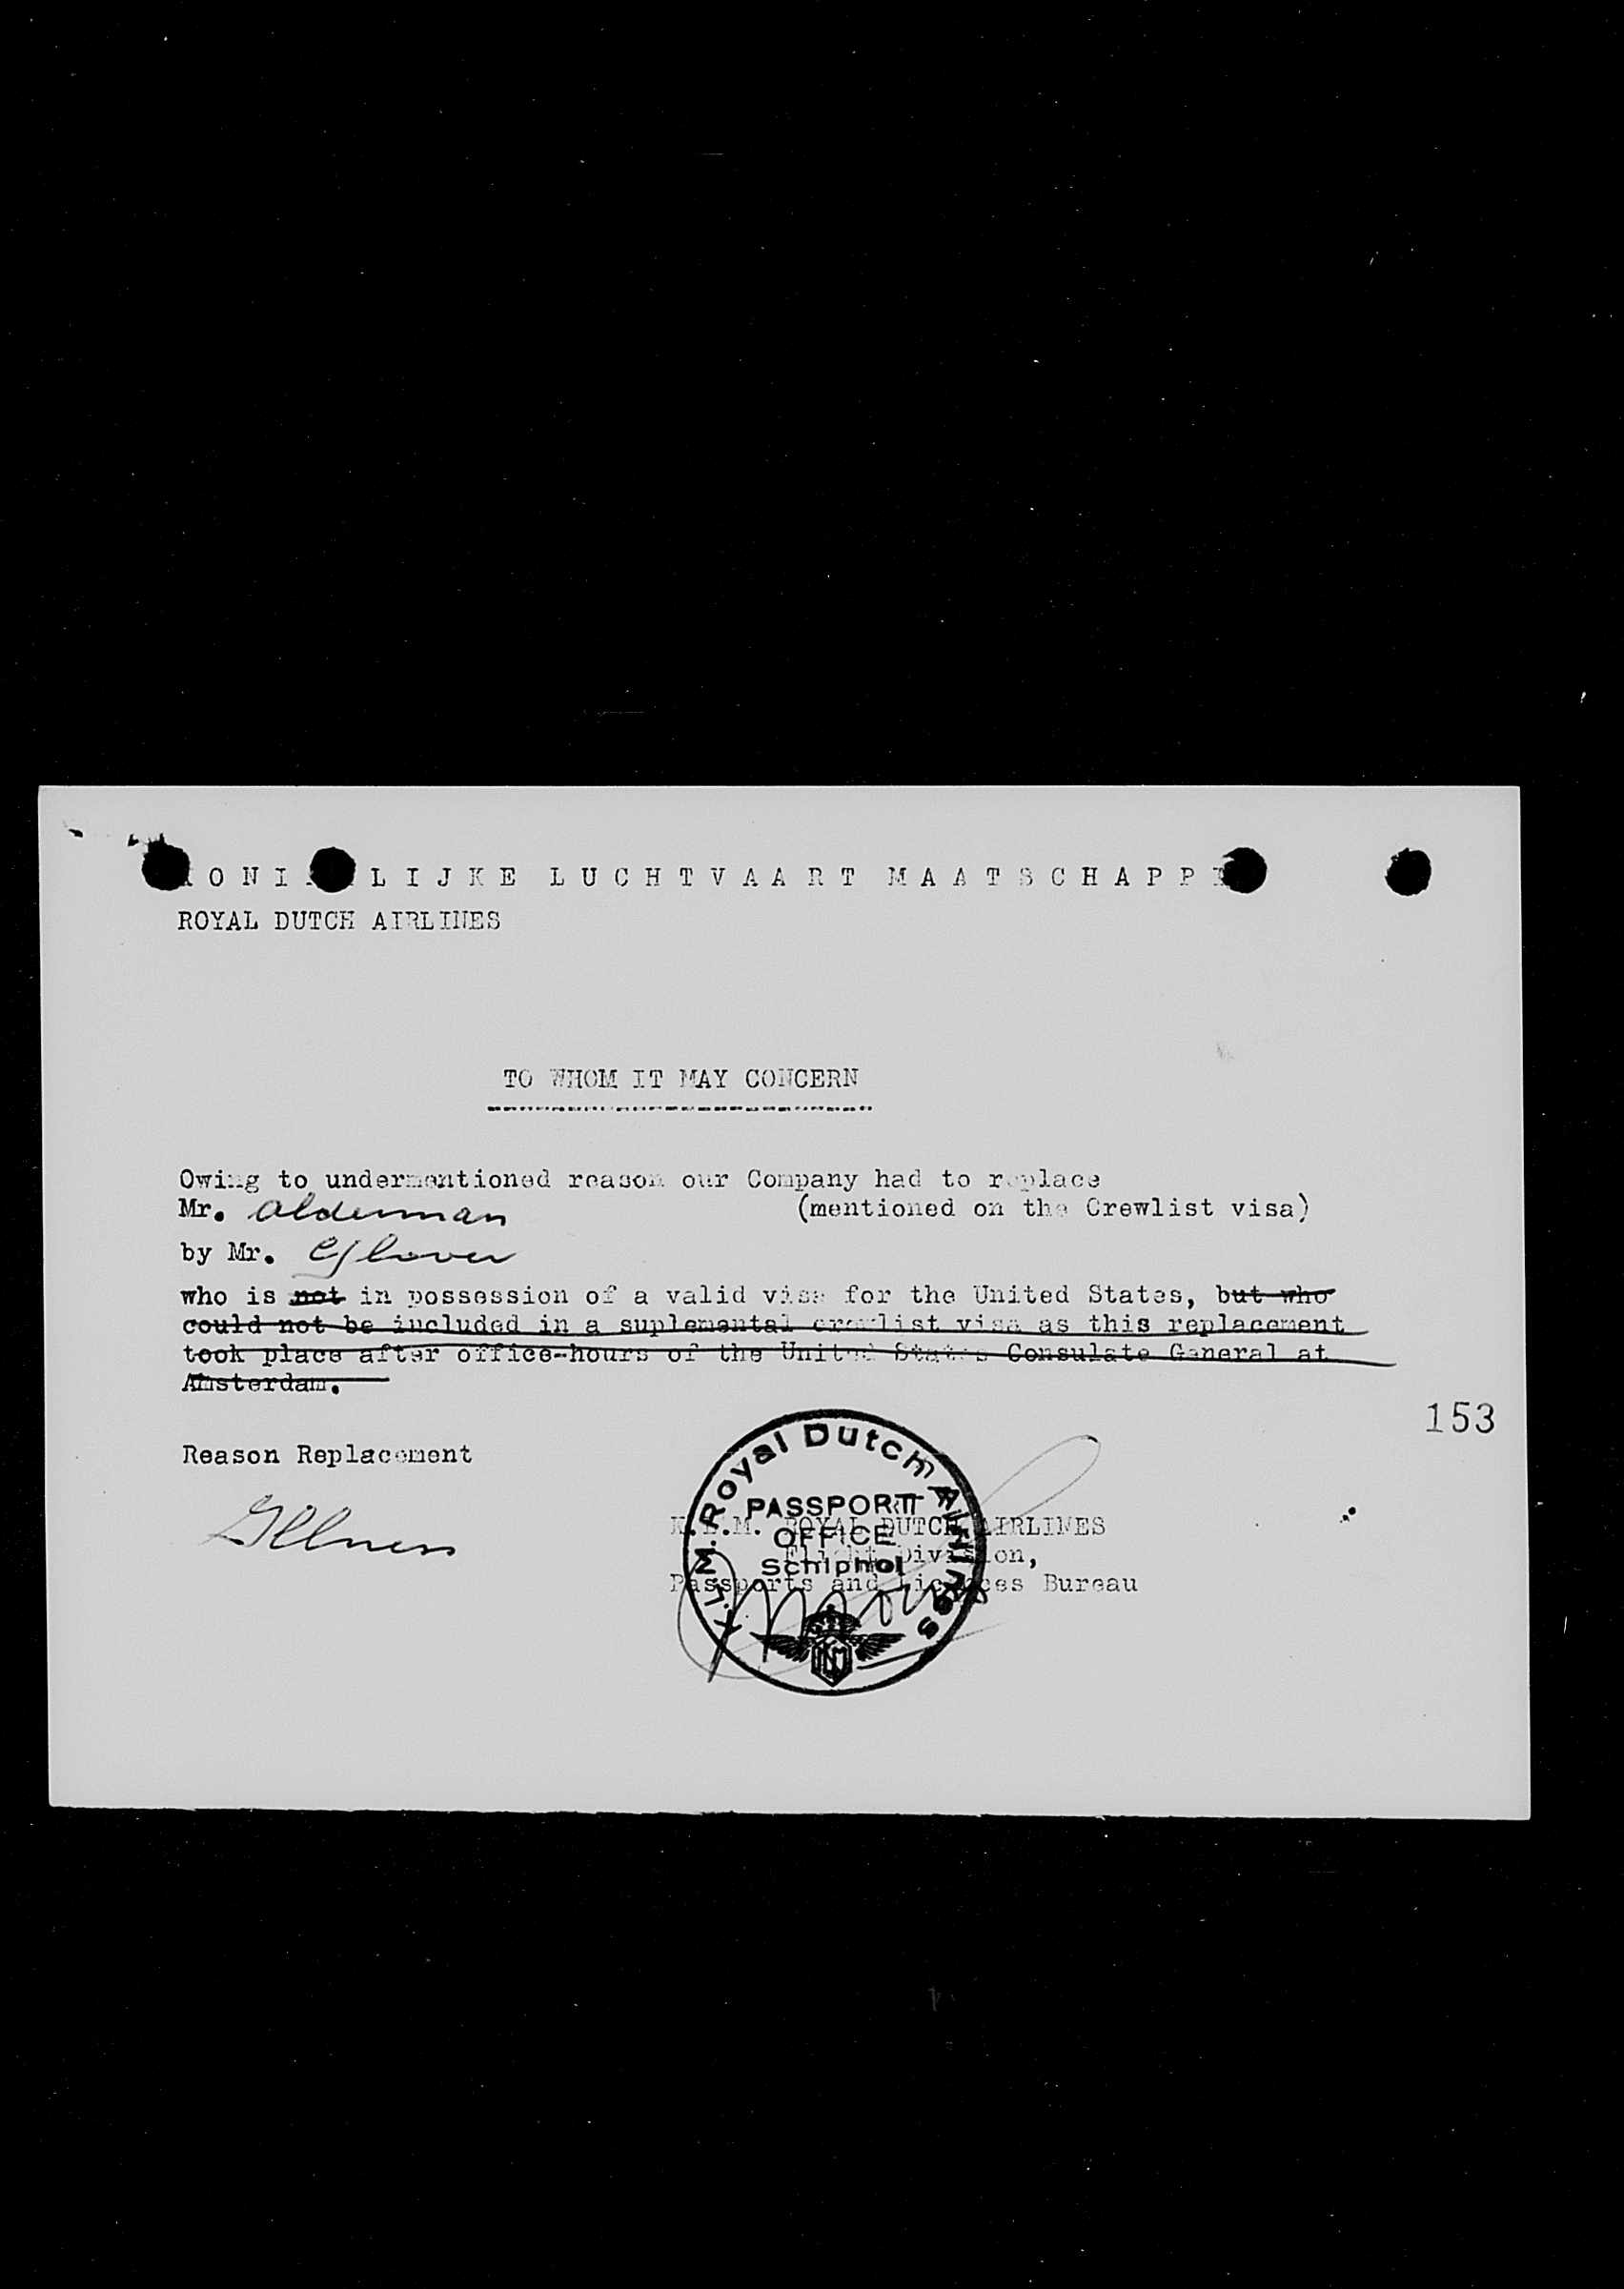 ONI LIJKE LUCHTVAART MAATSCHAPP
ROYAL DUTCH AIRLINES
TO WHOM IT MAY CONCERN
Owing to undermentioned reason our Company had to replace
Mr. Alderman (mentioned on the Crewlist visa)
by Mr. Glover
who is not in possession of a valid visa for the United States, but who
could not be included in a suplemental crewlist visa as this replacement
took place after office-hours of the United States Consulate General at
Amsterdam.
153
Reason Replacement
Illness
K.L.M. Royal Dutch Airlines
PASSPORT
OFFICE
Schiphol
K.L.M. ROYAL DUTCH AIRLINES
Flight Division,
Passports and Licences Bureau